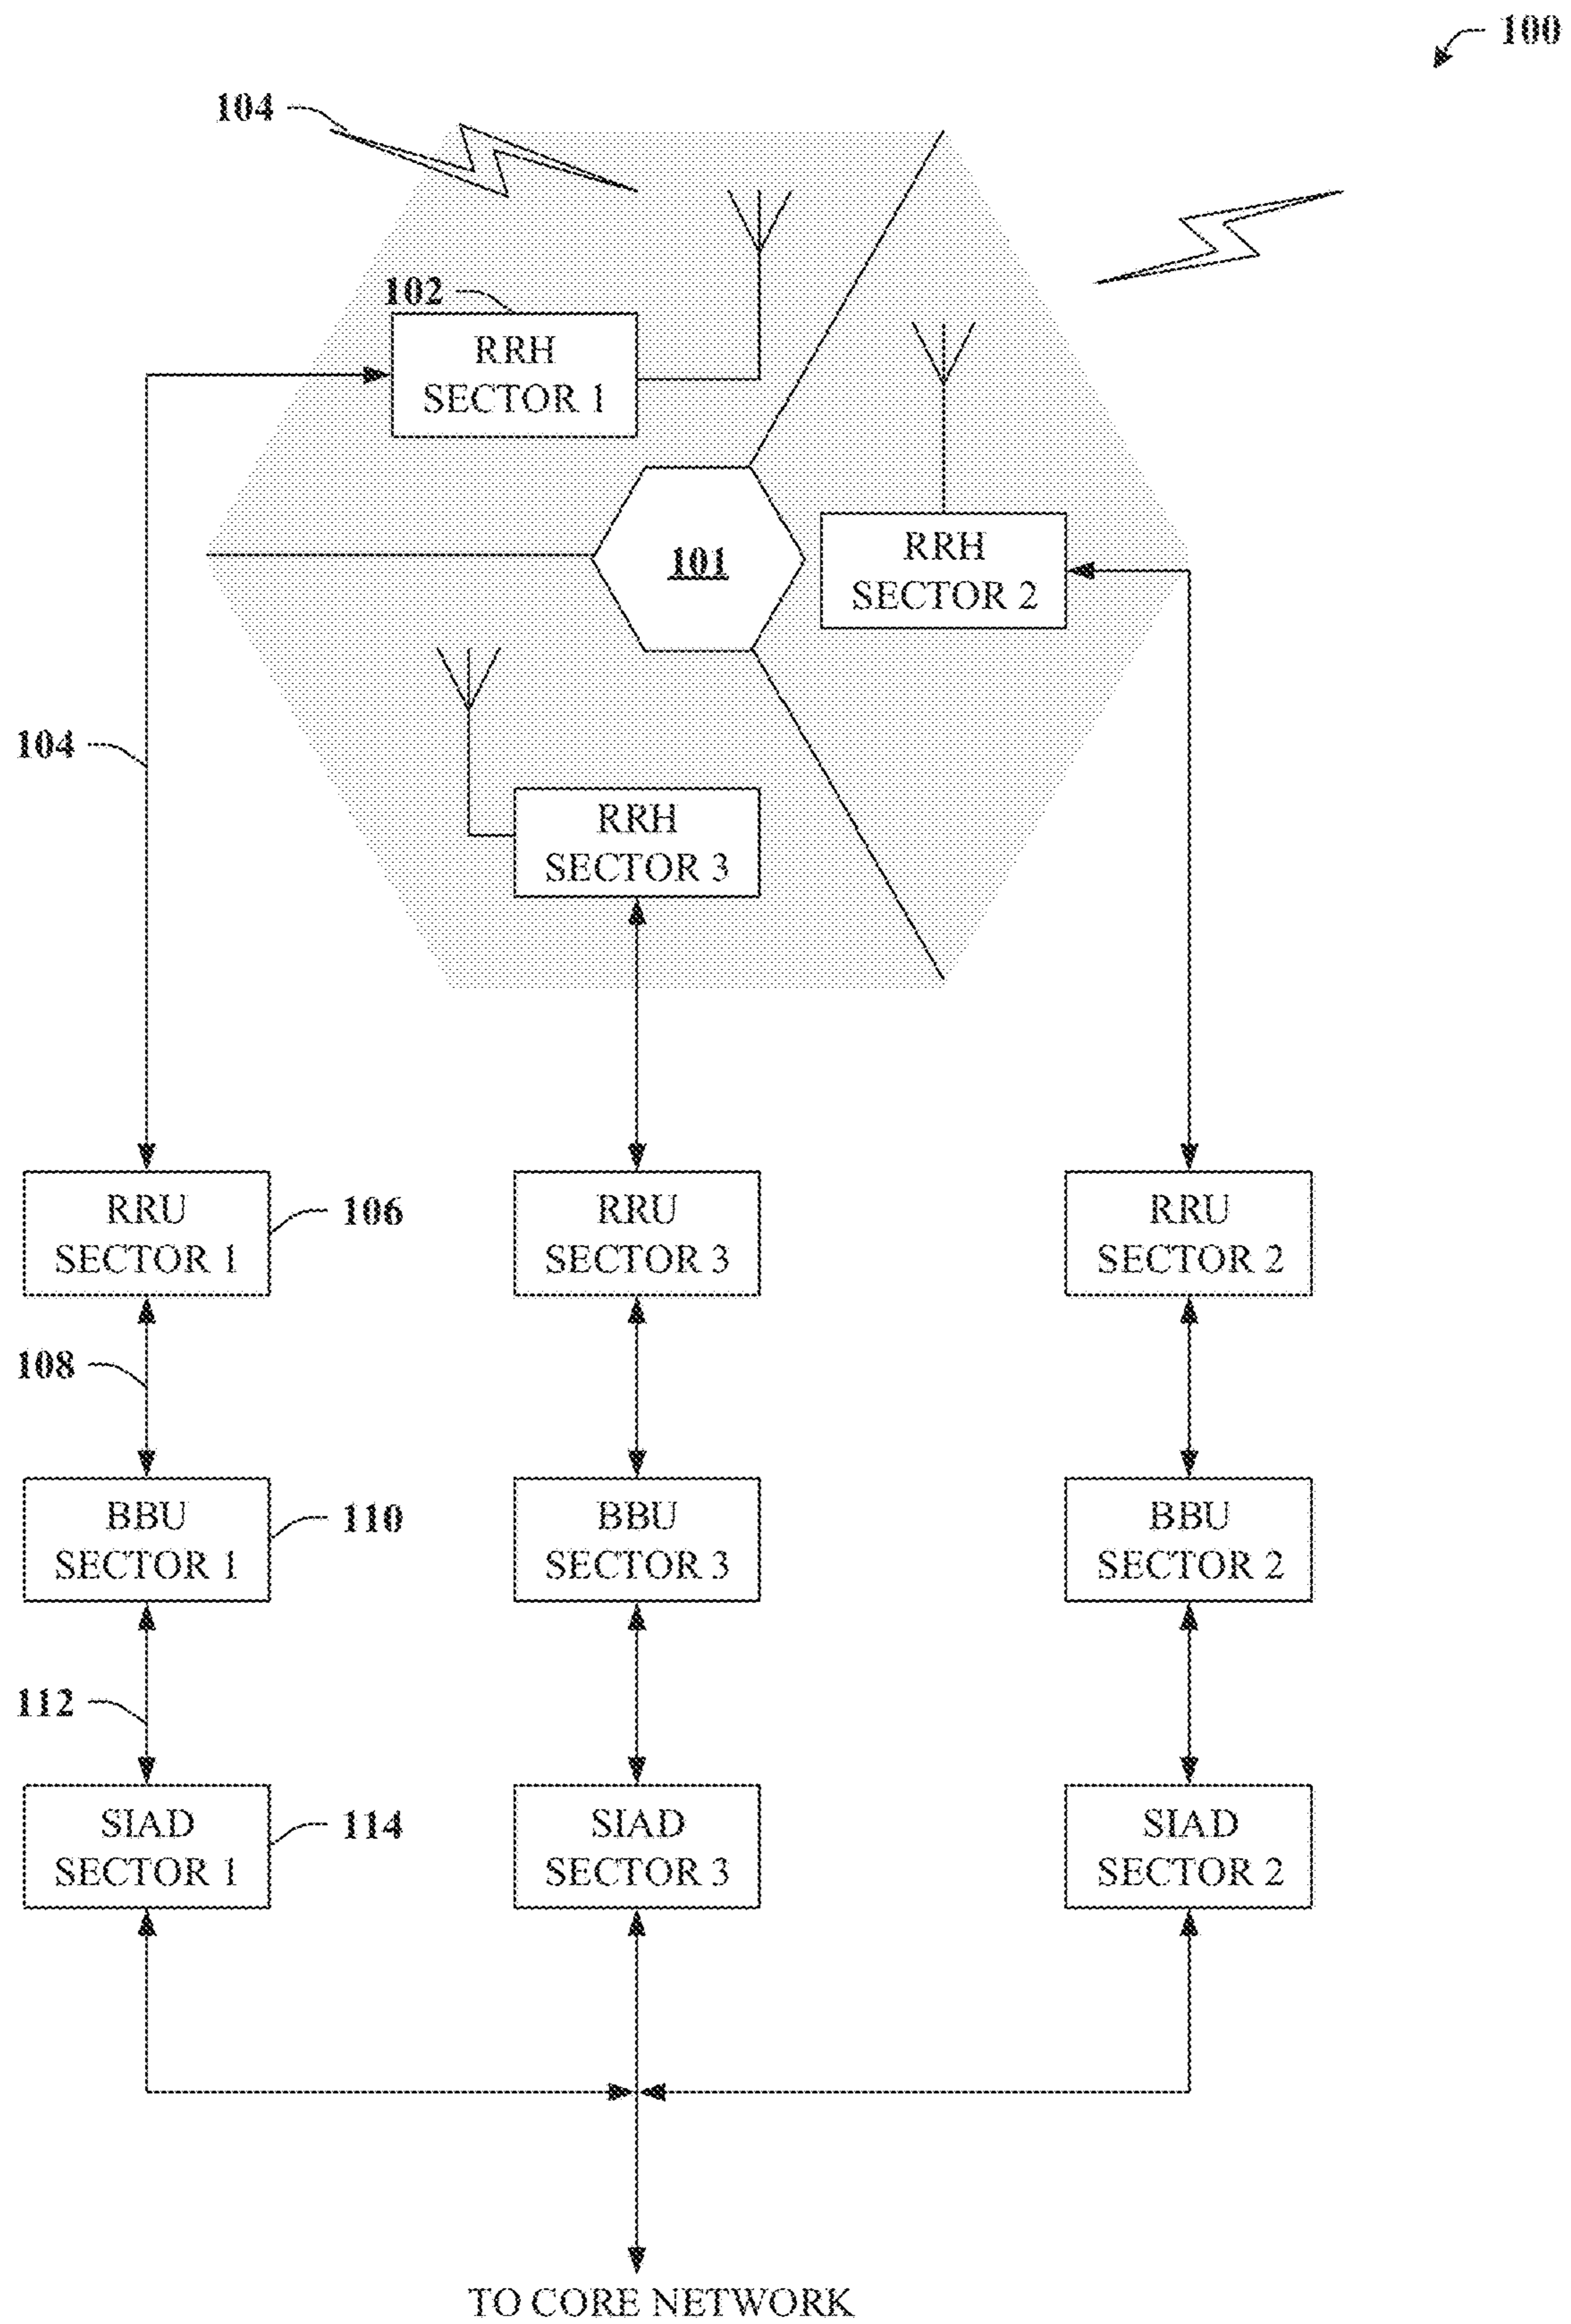 100
104
102
RRH
SECTOR 1
101
RRH
SECTOR 2
104
RRH
SECTOR 3
RRU
SECTOR 1
106
RRU
SECTOR 3
RRU
SECTOR 2
108
BBU
SECTOR 1
110
BBU
SECTOR 3
BBU
SECTOR 2
112
SIAD
SECTOR 1
114
SIAD
SECTOR 3
SIAD
SECTOR 2
TO CORE NETWORK